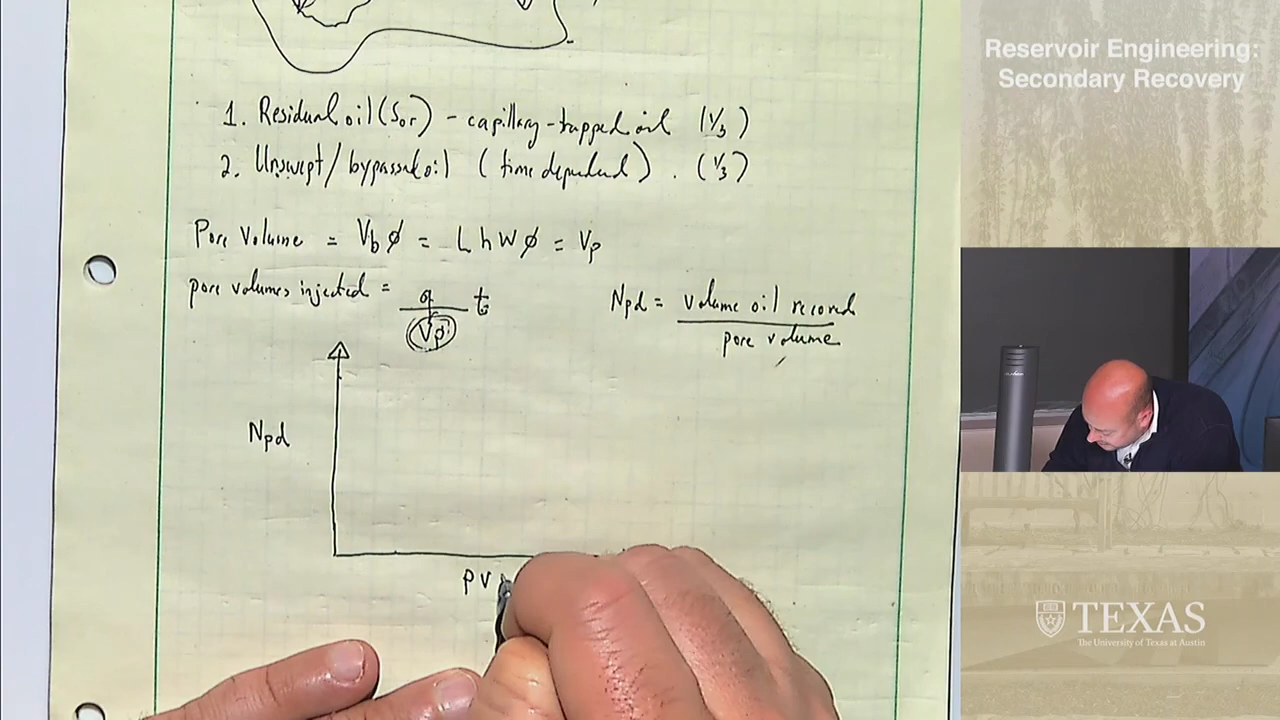 Reservoir Engineering:
Secondary Recovery
1. Residual oil (Sor) - capillary-trapped oil (1/3)
2. Unswept/bypassed oil (time dependend). (1/3)
Pore Volume = Vb φ = L h W φ = Vp
pore volumes injected = q/Vp t
Npd = volume oil recoverd / pore volume
Npd
PV
TEXAS
The University of Texas at Austin